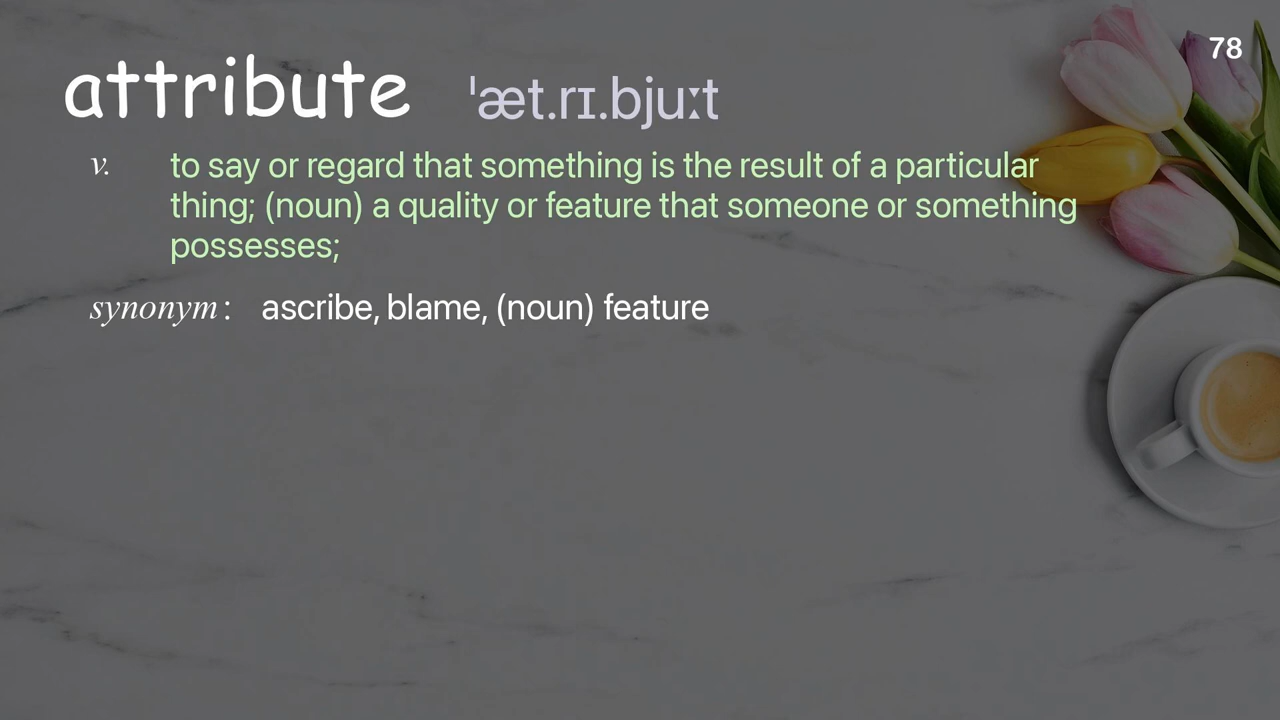 78
attribute ˈæt.rɪ.bjuːt
v. to say or regard that something is the result of a particular
thing; (noun) a quality or feature that someone or something
possesses;
synonym: ascribe, blame, (noun) feature